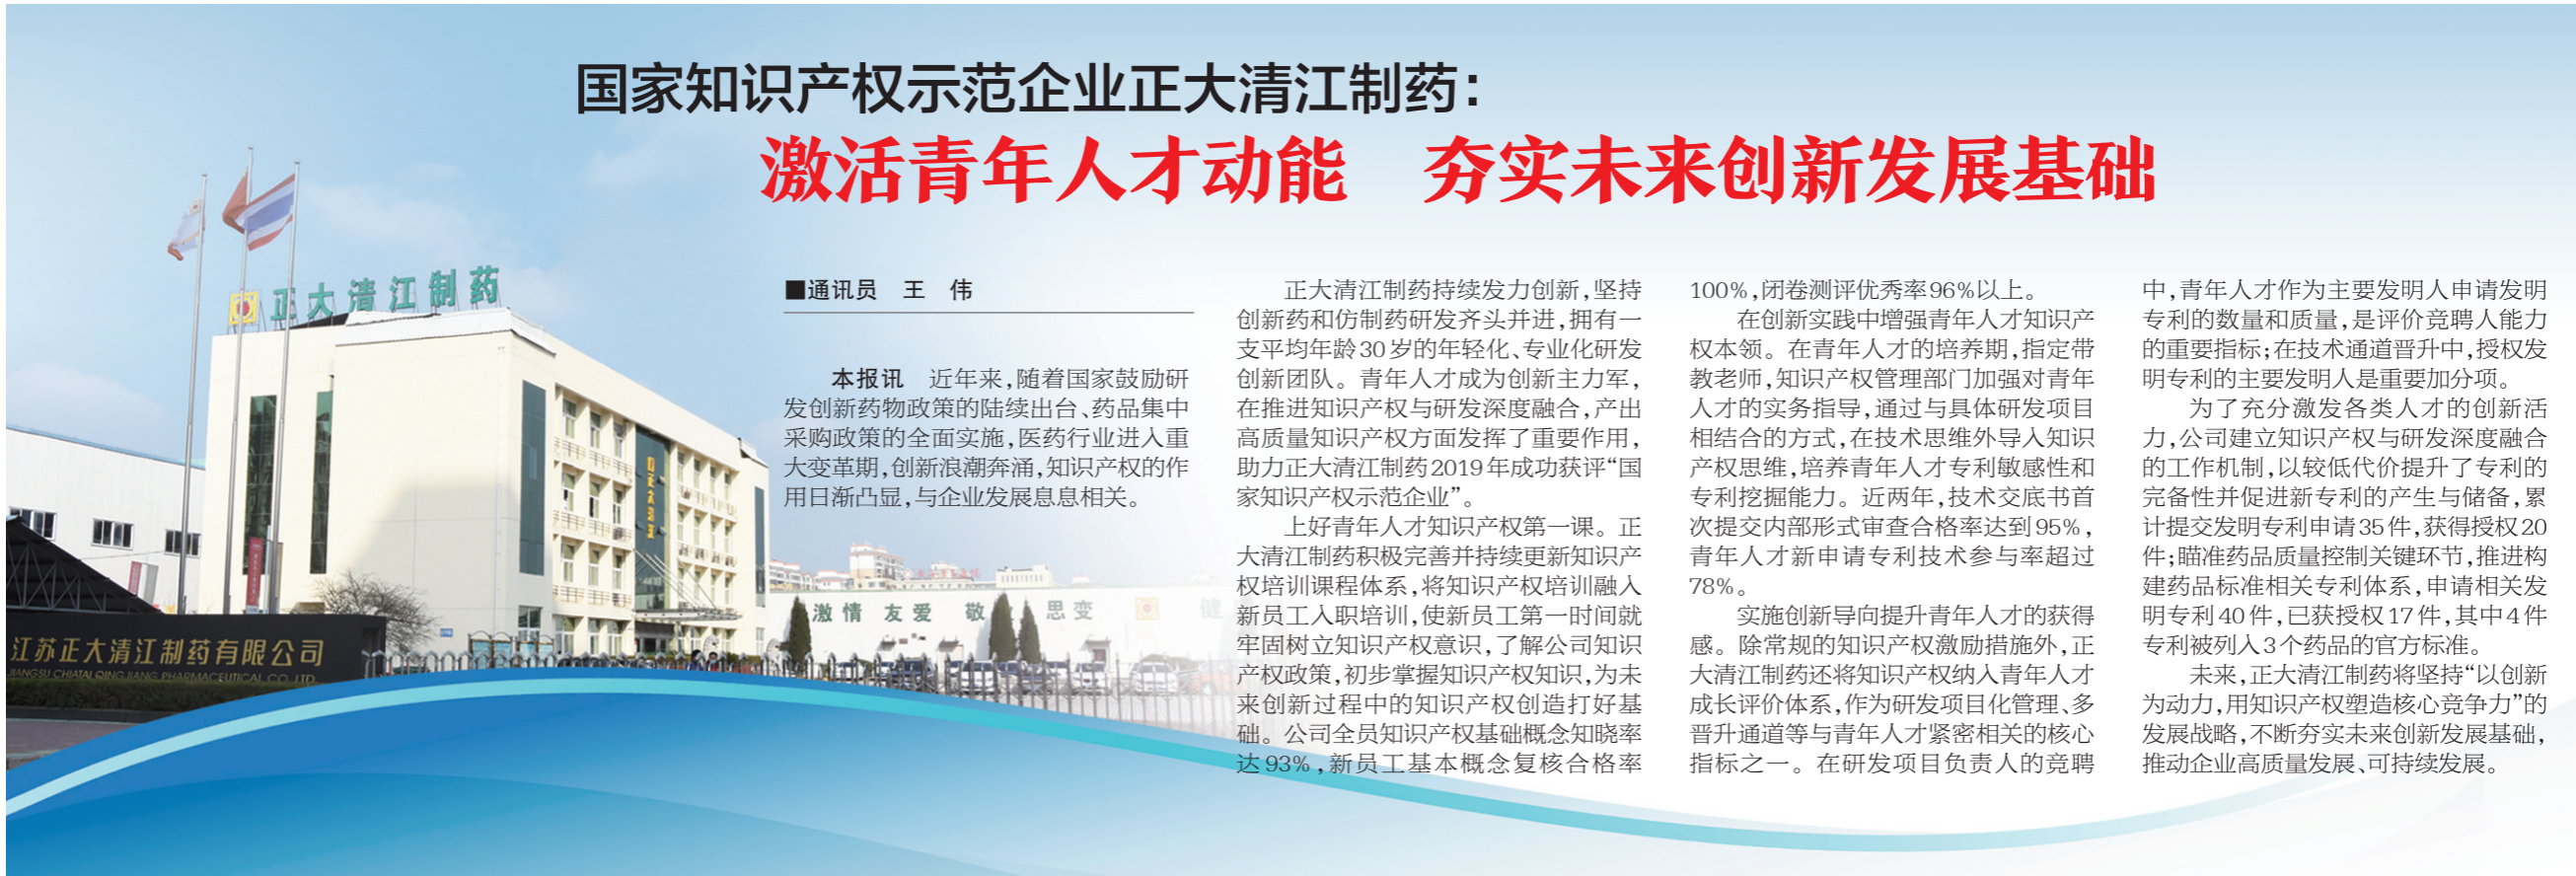 国家知识产权示范企业正大清江制药：
激活青年人才动能　夯实未来创新发展基础
正大清江制药
江苏正大清江制药有限公司
JIANGSU CHIATAI QING JIANG PHARMACEUTICAL CO. LTD.
激情 友爱 敬 思变 健
■通讯员　王　伟
本报讯　近年来，随着国家鼓励研
发创新药物政策的陆续出台、药品集中
采购政策的全面实施，医药行业进入重
大变革期，创新浪潮奔涌，知识产权的作
用日渐凸显，与企业发展息息相关。
正大清江制药持续发力创新，坚持
创新药和仿制药研发齐头并进，拥有一
支平均年龄30岁的年轻化、专业化研发
创新团队。青年人才成为创新主力军，
在推进知识产权与研发深度融合，产出
高质量知识产权方面发挥了重要作用，
助力正大清江制药2019年成功获评“国
家知识产权示范企业”。
上好青年人才知识产权第一课。正
大清江制药积极完善并持续更新知识产
权培训课程体系，将知识产权培训融入
新员工入职培训，使新员工第一时间就
牢固树立知识产权意识，了解公司知识
产权政策，初步掌握知识产权知识，为未
来创新过程中的知识产权创造打好基
础。公司全员知识产权基础概念知晓率
达93%，新员工基本概念复核合格率
100%，闭卷测评优秀率96%以上。
在创新实践中增强青年人才知识产
权本领。在青年人才的培养期，指定带
教老师，知识产权管理部门加强对青年
人才的实务指导，通过与具体研发项目
相结合的方式，在技术思维外导入知识
产权思维，培养青年人才专利敏感性和
专利挖掘能力。近两年，技术交底书首
次提交内部形式审查合格率达到95%，
青年人才新申请专利技术参与率超过
78%。
实施创新导向提升青年人才的获得
感。除常规的知识产权激励措施外，正
大清江制药还将知识产权纳入青年人才
成长评价体系，作为研发项目化管理、多
晋升通道等与青年人才紧密相关的核心
指标之一。在研发项目负责人的竞聘
中，青年人才作为主要发明人申请发明
专利的数量和质量，是评价竞聘人能力
的重要指标；在技术通道晋升中，授权发
明专利的主要发明人是重要加分项。
为了充分激发各类人才的创新活
力，公司建立知识产权与研发深度融合
的工作机制，以较低代价提升了专利的
完备性并促进新专利的产生与储备，累
计提交发明专利申请35件，获得授权20
件；瞄准药品质量控制关键环节，推进构
建药品标准相关专利体系，申请相关发
明专利40件，已获授权17件，其中4件
专利被列入3个药品的官方标准。
未来，正大清江制药将坚持“以创新
为动力，用知识产权塑造核心竞争力”的
发展战略，不断夯实未来创新发展基础，
推动企业高质量发展、可持续发展。